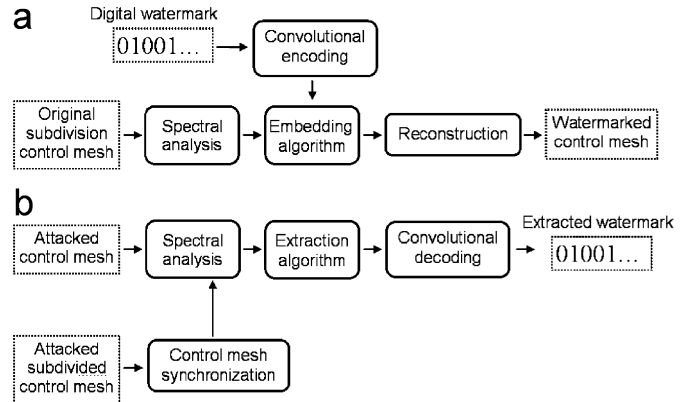 a
Digital watermark
01001...
Convolutional
encoding
Original
subdivision
control mesh
Spectral
analysis
Embedding
algorithm
Reconstruction
Watermarked
control mesh
b
Attacked
control mesh
Spectral
analysis
Extraction
algorithm
Convolutional
decoding
Extracted watermark
01001...
Attacked
subdivided
control mesh
Control mesh
synchronization